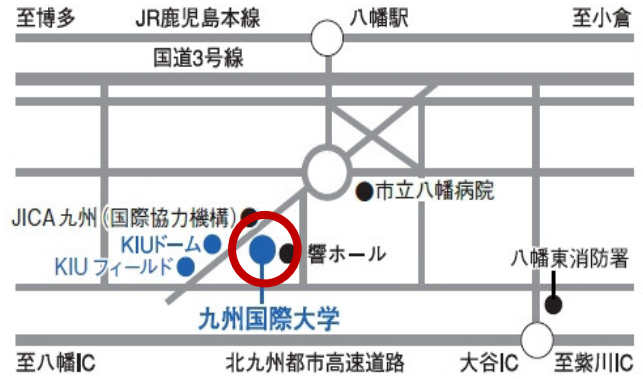 至博多 JR鹿児島本線 八幡駅 至小倉
国道3号線
市立八幡病院
JICA九州(国際協力機構)
KIUドーム
響ホール
八幡東消防署
KIUフィールド
九州国際大学
至八幡IC 北九州都市高速道路 大谷IC 至紫川IC